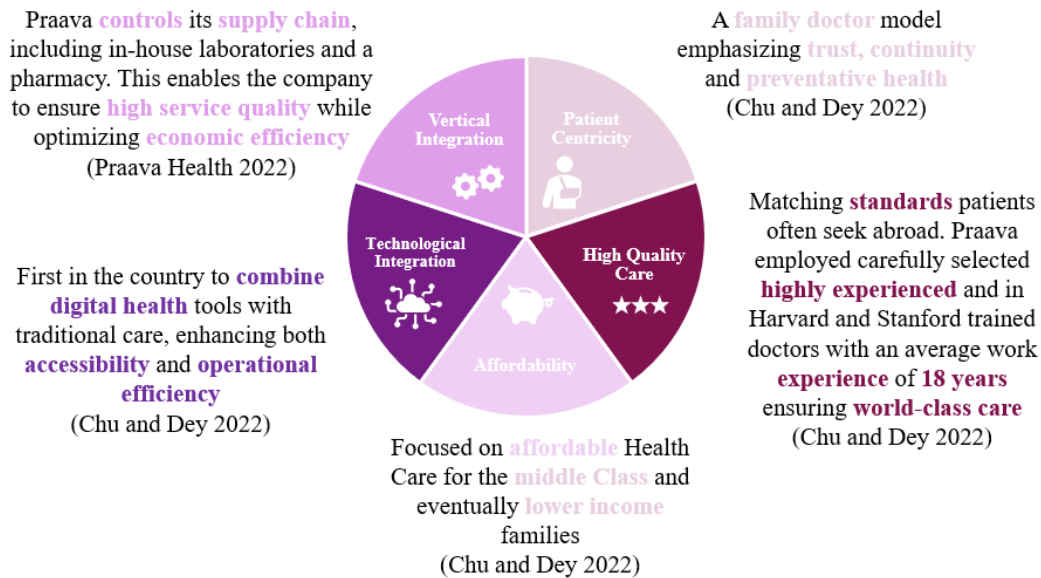 Praava controls its supply chain,
including in-house laboratories and a
pharmacy. This enables the company
to ensure high service quality while
optimizing economic efficiency
(Praava Health 2022)
A family doctor model
emphasizing trust, continuity
and preventative health
(Chu and Dey 2022)
Vertical
Integration
Patient
Centricity
Technological
Integration
High Quality
Care
Affordability
First in the country to combine
digital health tools with
traditional care, enhancing both
accessibility and operational
efficiency
(Chu and Dey 2022)
Matching standards patients
often seek abroad. Praava
employed carefully selected
highly experienced and in
Harvard and Stanford trained
doctors with an average work
experience of 18 years
ensuring world-class care
(Chu and Dey 2022)
Focused on affordable Health
Care for the middle Class and
eventually lower income
families
(Chu and Dey 2022)